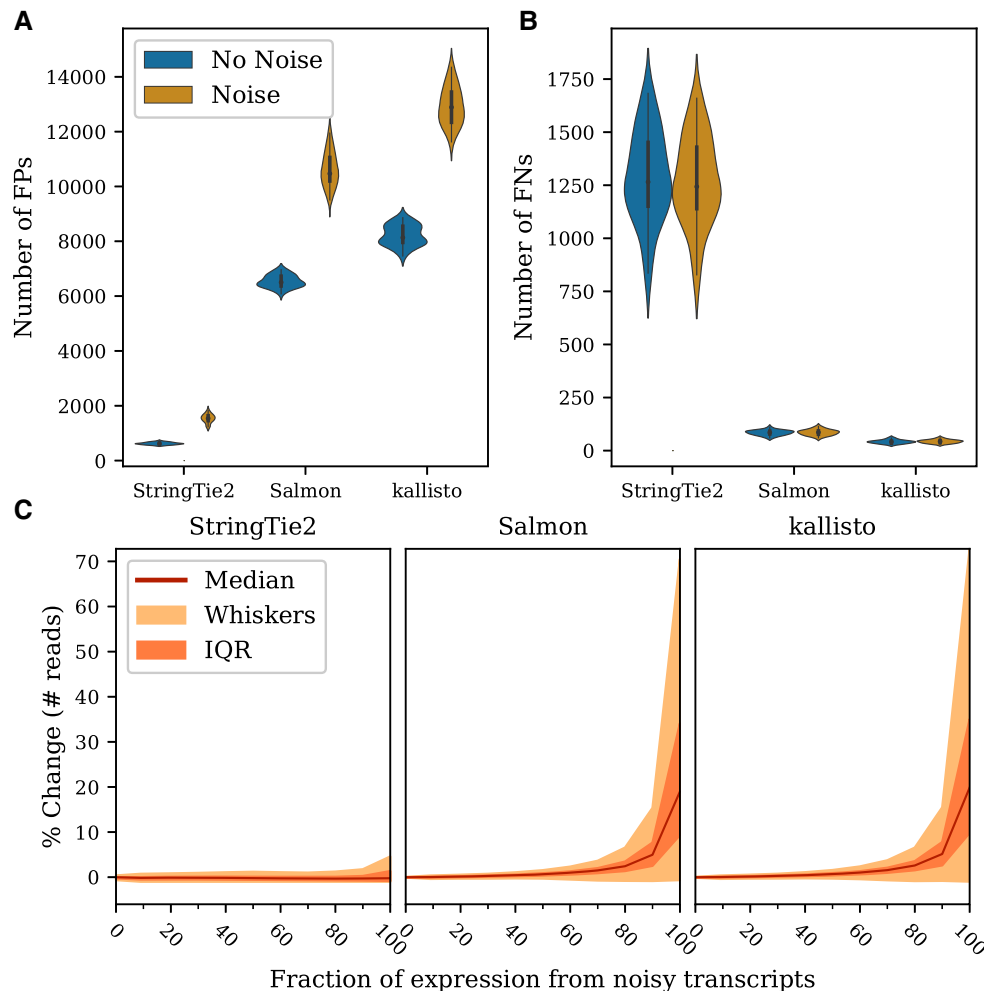 A
B
No Noise
Noise
Number of FPs
14000
12000
10000
8000
6000
4000
2000
0
StringTie2
Salmon
kallisto
Number of FNs
1750
1500
1250
1000
750
500
250
0
StringTie2
Salmon
kallisto
C
StringTie2
Salmon
kallisto
Median
Whiskers
IQR
% Change (# reads)
70
60
50
40
30
20
10
0
0 20 40 60 80 100
0 20 40 60 80 100
0 20 40 60 80 100
Fraction of expression from noisy transcripts